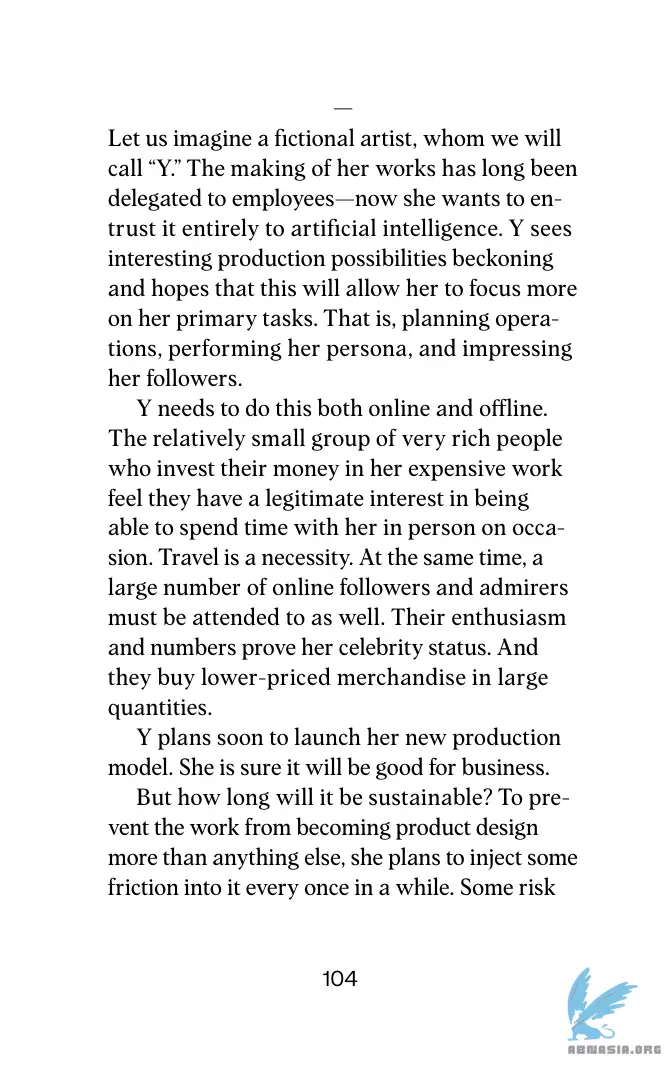 —
Let us imagine a fictional artist, whom we will
call “Y.” The making of her works has long been
delegated to employees—now she wants to en-
trust it entirely to artificial intelligence. Y sees
interesting production possibilities beckoning
and hopes that this will allow her to focus more
on her primary tasks. That is, planning opera-
tions, performing her persona, and impressing
her followers.
Y needs to do this both online and offline.
The relatively small group of very rich people
who invest their money in her expensive work
feel they have a legitimate interest in being
able to spend time with her in person on occa-
sion. Travel is a necessity. At the same time, a
large number of online followers and admirers
must be attended to as well. Their enthusiasm
and numbers prove her celebrity status. And
they buy lower-priced merchandise in large
quantities.
Y plans soon to launch her new production
model. She is sure it will be good for business.
But how long will it be sustainable? To pre-
vent the work from becoming product design
more than anything else, she plans to inject some
friction into it every once in a while. Some risk
104
ABNASIA.ORG